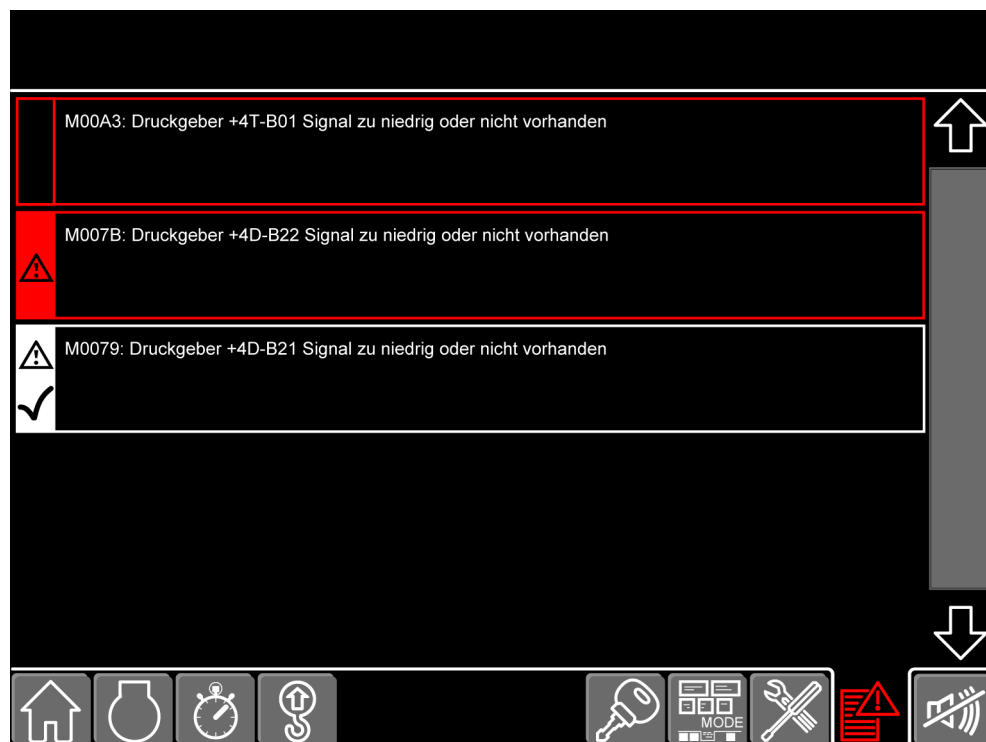 M00A3: Druckgeber +4T-B01 Signal zu niedrig oder nicht vorhanden
M007B: Druckgeber +4D-B22 Signal zu niedrig oder nicht vorhanden
M0079: Druckgeber +4D-B21 Signal zu niedrig oder nicht vorhanden
MODE